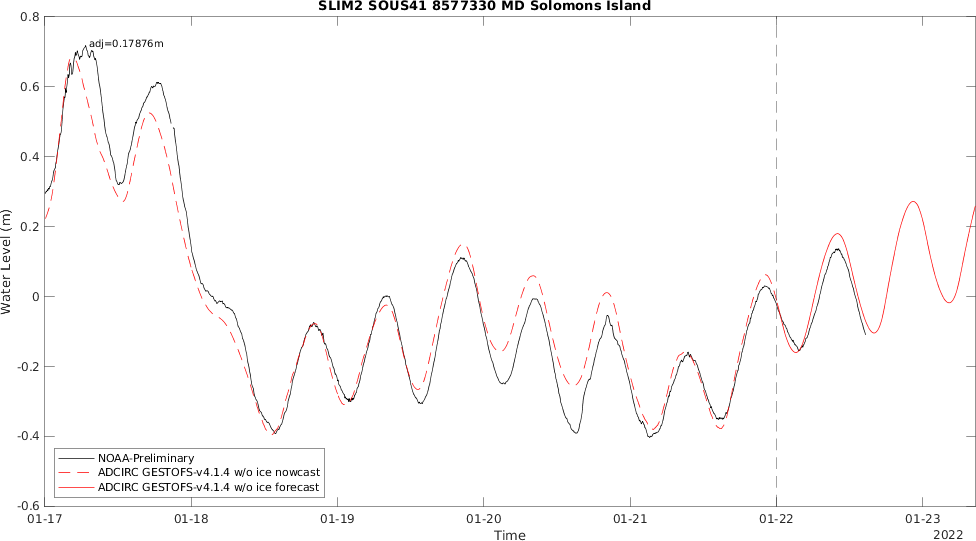 SLIM2 SOUS41 8577330 MD Solomons Island
adj=0.17876m
0.8
0.6
0.4
0.2
0
-0.2
-0.4
-0.6
Water Level (m)
NOAA-Preliminary
ADCIRC GESTOFS-v4.1.4 w/o ice nowcast
ADCIRC GESTOFS-v4.1.4 w/o ice forecast
01-17 01-18 01-19 01-20 01-21 01-22 01-23
Time
2022